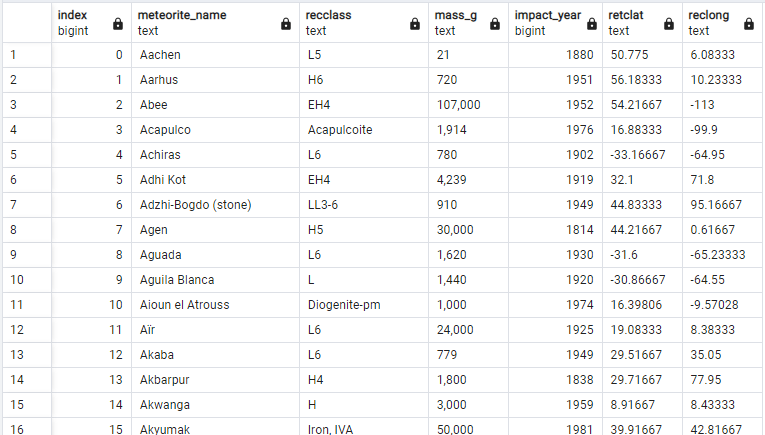 index meteorite_name recclass mass_g impact_year retclat reclong
bigint text text text bigint text text
1 0 Aachen L5 21 1880 50.775 6.08333
2 1 Aarhus H6 720 1951 56.18333 10.23333
3 2 Abee EH4 107,000 1952 54.21667 -113
4 3 Acapulco Acapulcoite 1,914 1976 16.88333 -99.9
5 4 Achiras L6 780 1902 -33.16667 -64.95
6 5 Adhi Kot EH4 4,239 1919 32.1 71.8
7 6 Adzhi-Bogdo (stone) LL3-6 910 1949 44.83333 95.16667
8 7 Agen H5 30,000 1814 44.21667 0.61667
9 8 Aguada L6 1,620 1930 -31.6 -65.23333
10 9 Aguila Blanca L 1,440 1920 -30.86667 -64.55
11 10 Aioun el Atrouss Diogenite-pm 1,000 1974 16.39806 -9.57028
12 11 Aïr L6 24,000 1925 19.08333 8.38333
13 12 Akaba L6 779 1949 29.51667 35.05
14 13 Akbarpur H4 1,800 1838 29.71667 77.95
15 14 Akwanga H 3,000 1959 8.91667 8.43333
16 15 Akyumak Iron, IVA 50,000 1981 39.91667 42.81667